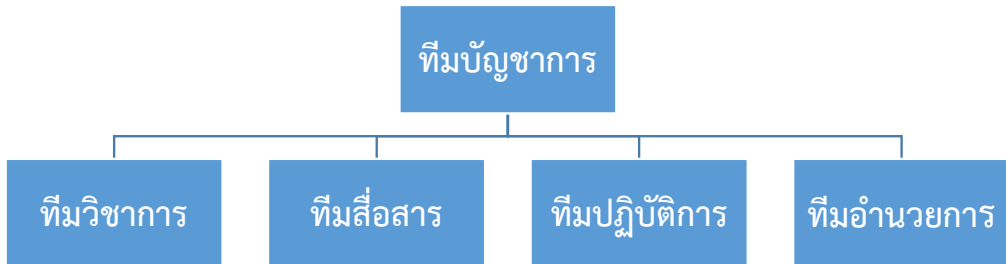 ทีมบัญชาการ
ทีมวิชาการ
ทีมสื่อสาร
ทีมปฏิบัติการ
ทีมอำนวยการ